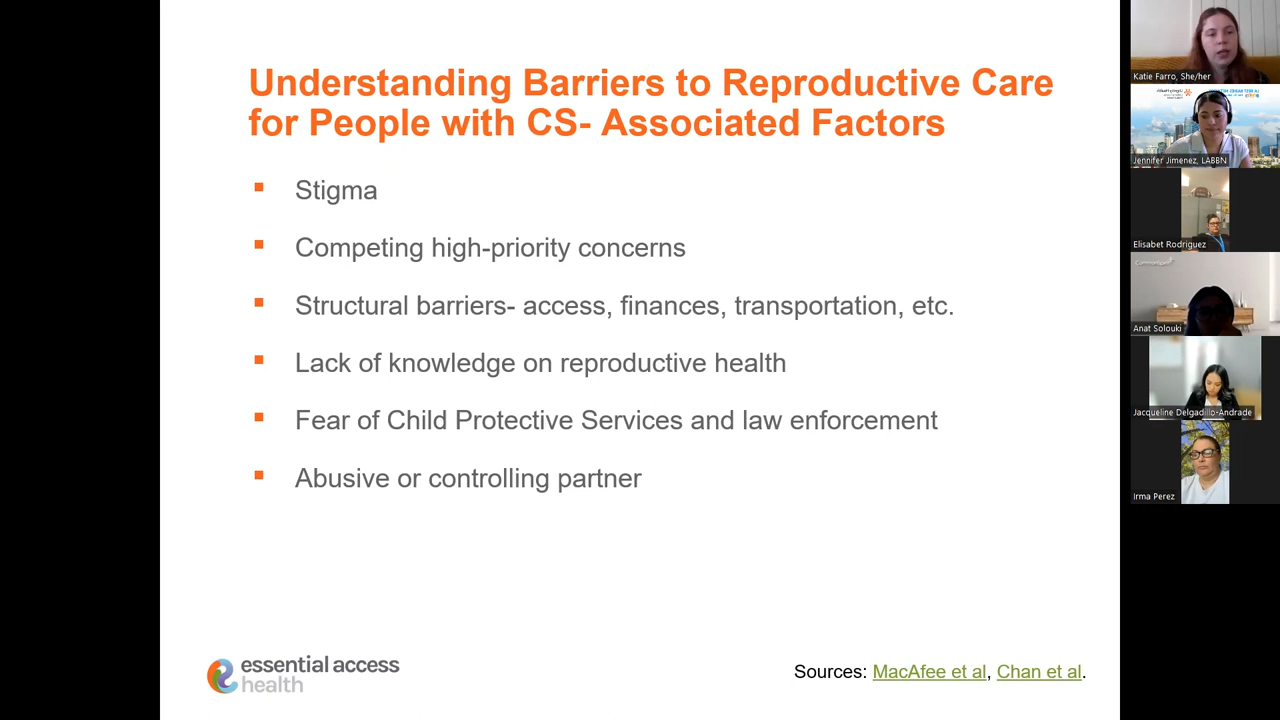 Understanding Barriers to Reproductive Care
for People with CS- Associated Factors
Stigma
Competing high-priority concerns
Structural barriers- access, finances, transportation, etc.
Lack of knowledge on reproductive health
Fear of Child Protective Services and law enforcement
Abusive or controlling partner
essential access
health
Sources: MacAfee et al, Chan et al.
Katie Farro, She/her
Jennifer Jimenez, LABBN
Elisabet Rodriguez
Anat Solouki
Jacqueline Delgadillo-Andrade
Irma Perez